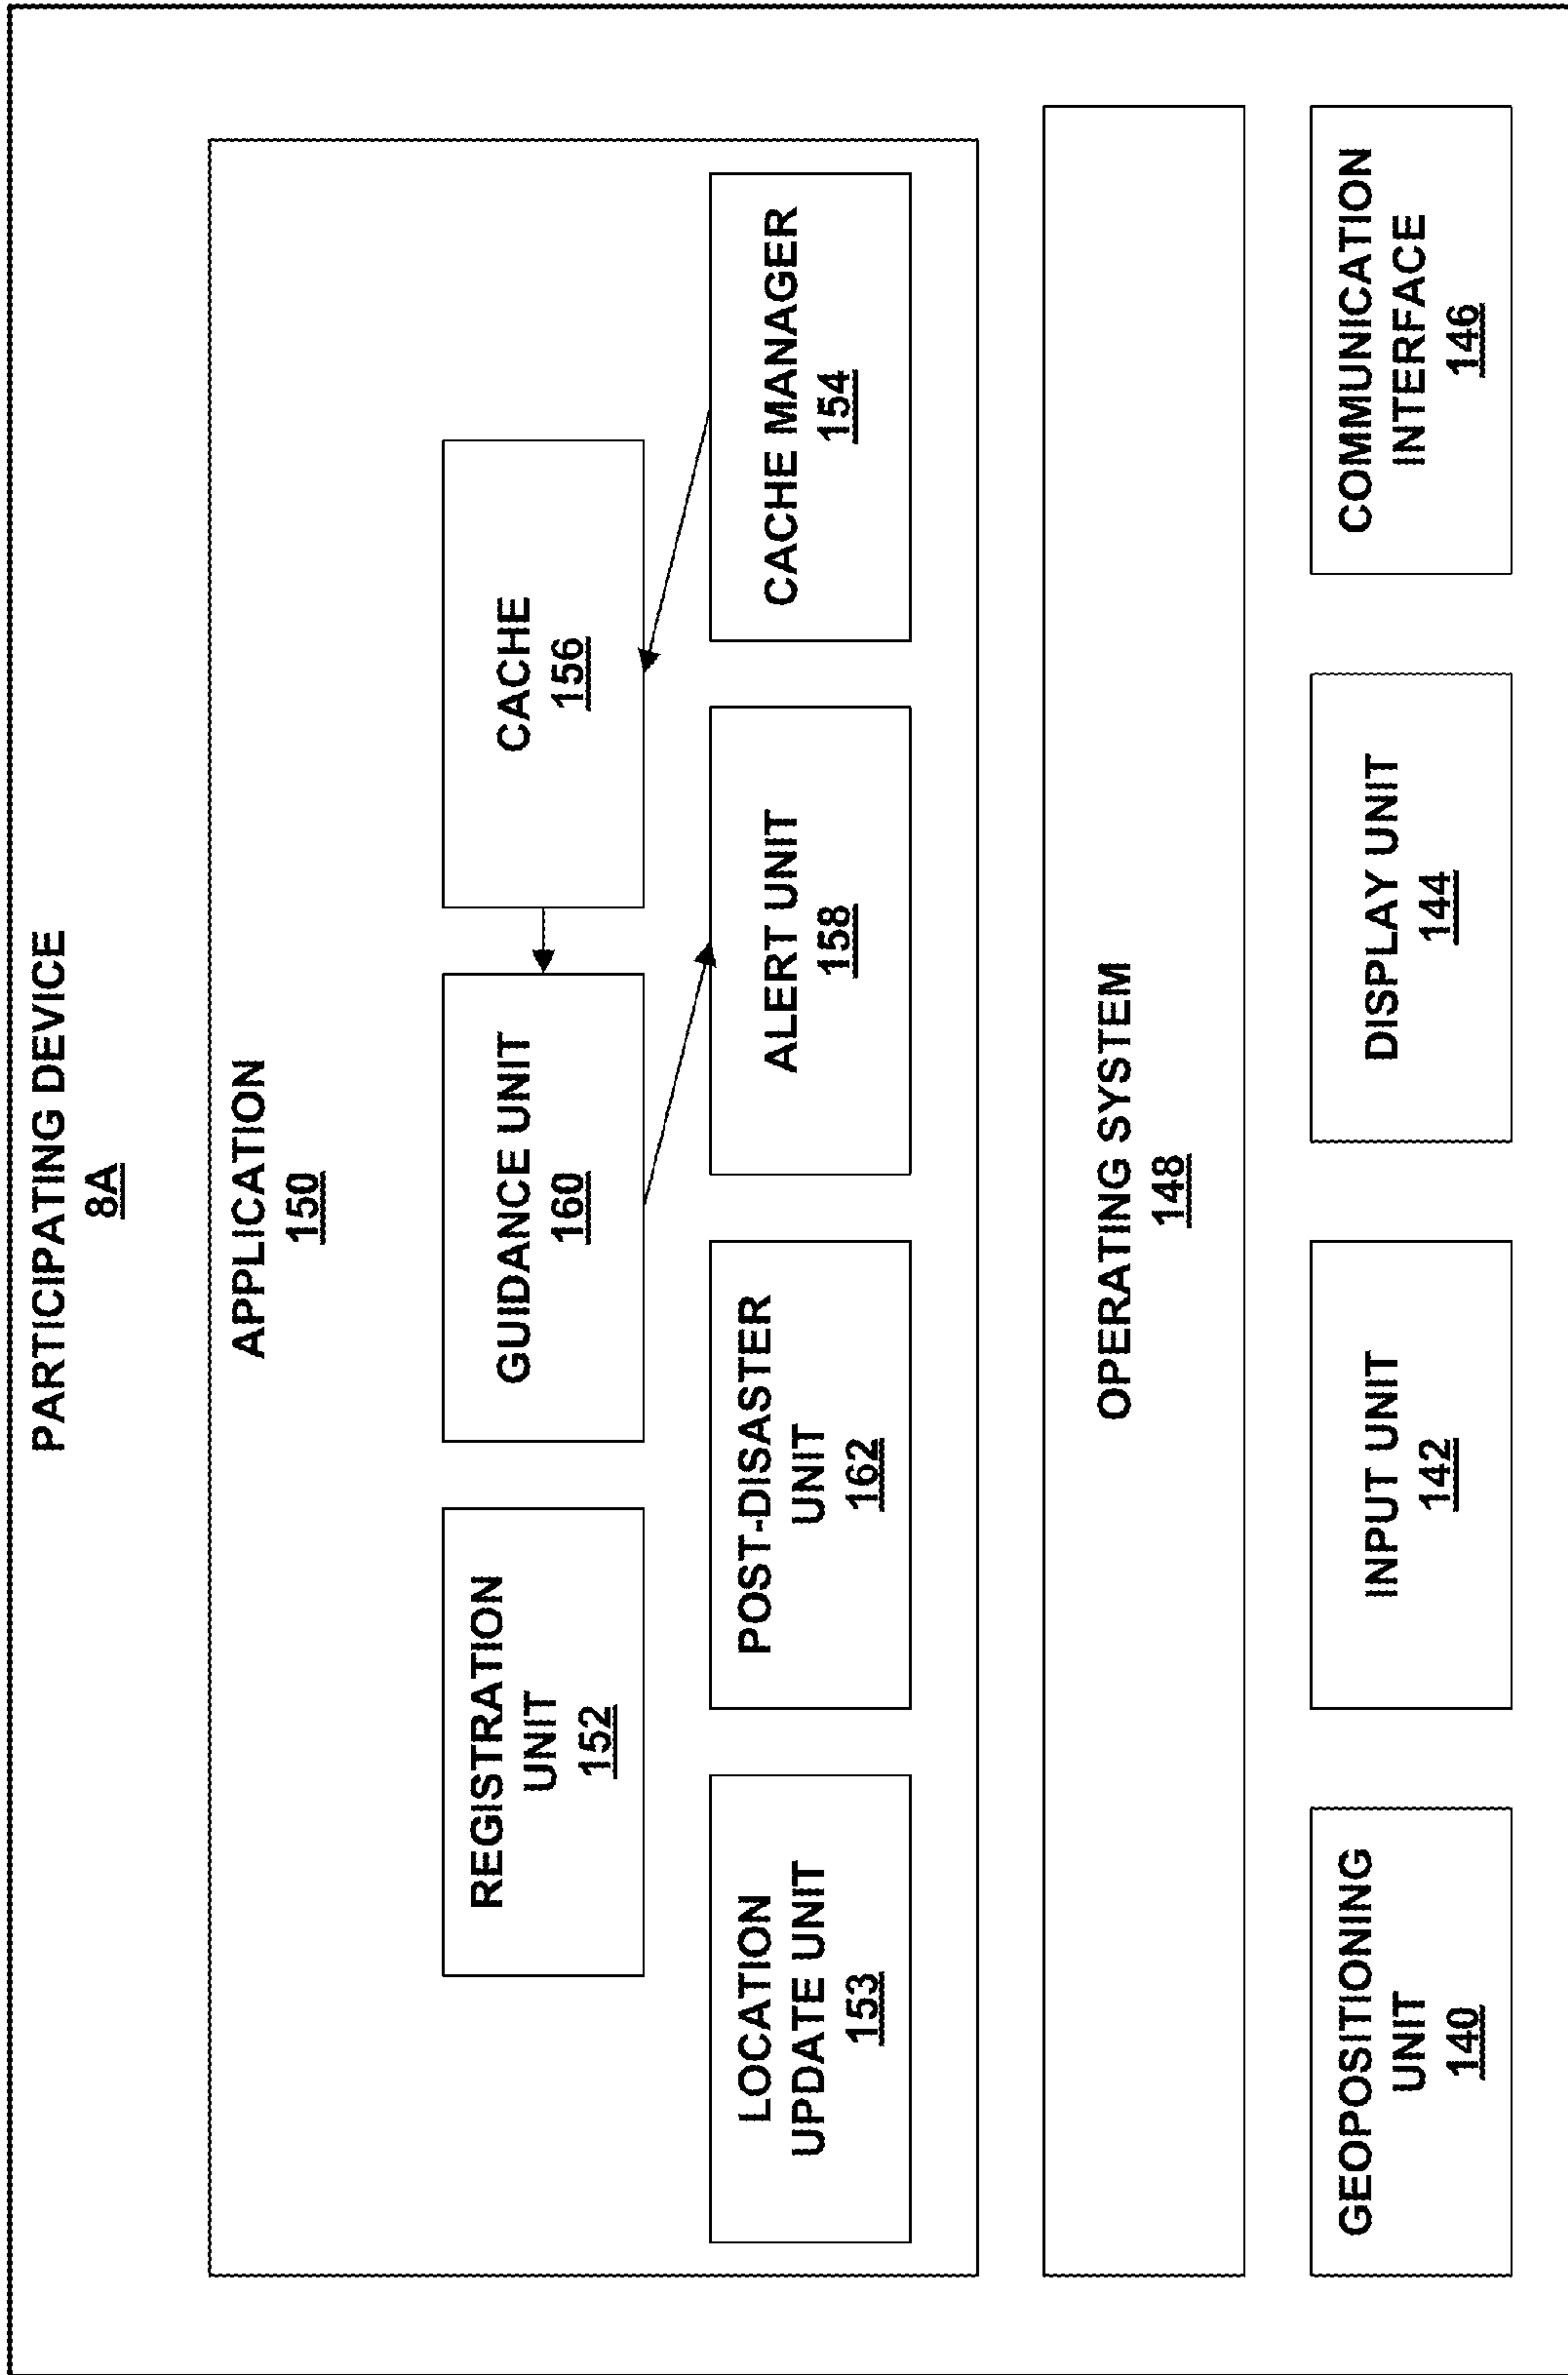 PARTICIPATING DEVICE
8A
APPLICATION
150
REGISTRATION
UNIT
152
GUIDANCE UNIT
160
CACHE
156
LOCATION
UPDATE UNIT
153
POST-DISASTER
UNIT
162
ALERT UNIT
158
CACHE MANAGER
154
OPERATING SYSTEM
148
GEOPOSITIONING
UNIT
140
INPUT UNIT
142
DISPLAY UNIT
144
COMMUNICATION
INTERFACE
146